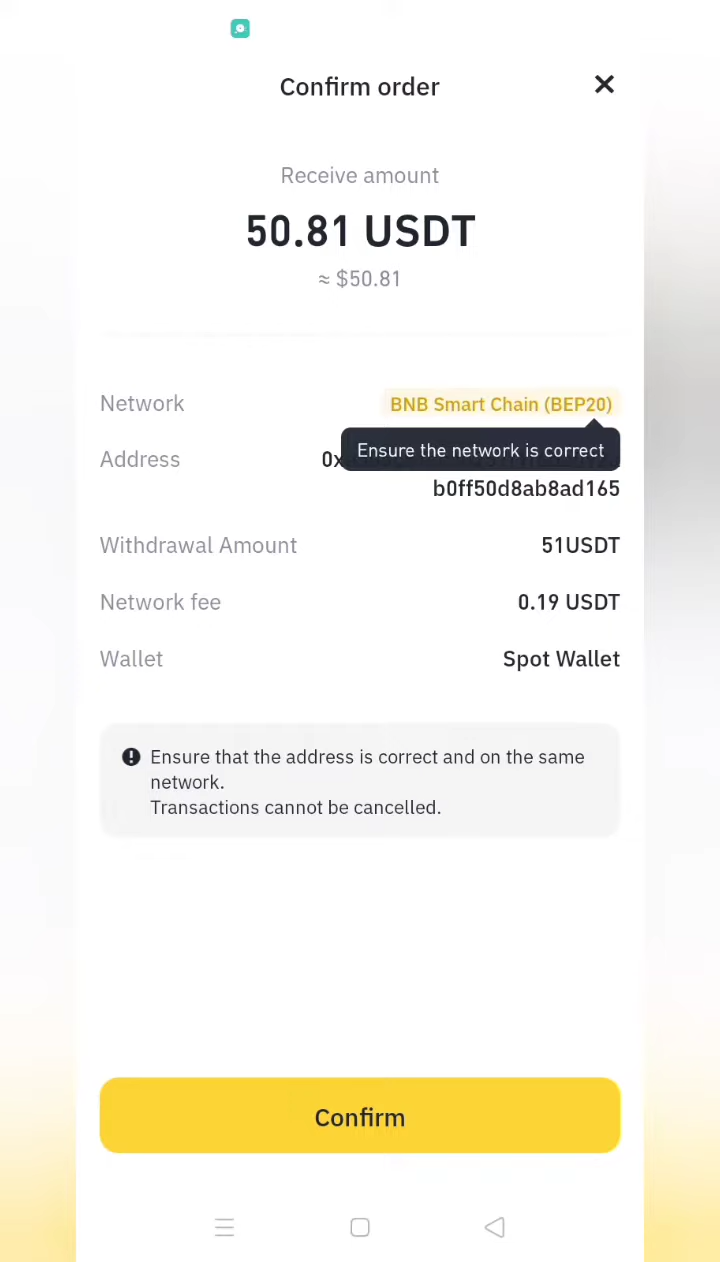 Confirm order
Receive amount
50.81 USDT
≈ $50.81
Network
BNB Smart Chain (BEP20)
Ensure the network is correct
Address
0x
b0ff50d8ab8ad165
Withdrawal Amount
51USDT
Network fee
0.19 USDT
Wallet
Spot Wallet
Ensure that the address is correct and on the same
network.
Transactions cannot be cancelled.
Confirm